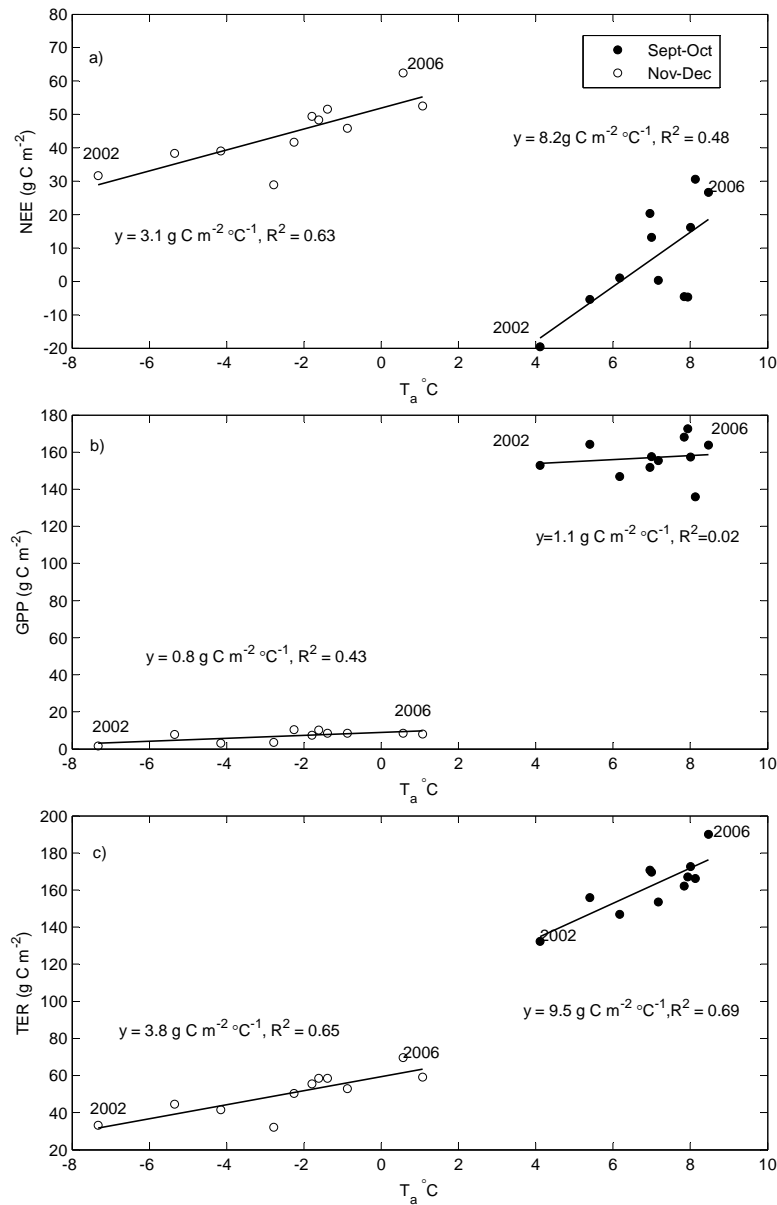 80
70
60
50
40
30
20
10
0
-10
-20
NEE (g C m⁻²)
a)
2006
Sept-Oct
Nov-Dec
y = 8.2g C m⁻² °C⁻¹, R² = 0.48
2002
2006
y = 3.1 g C m⁻² °C⁻¹, R² = 0.63
2002
-8 -6 -4 -2 0 2 4 6 8 10
Tₐ °C
180
160
140
120
100
80
60
40
20
0
GPP (g C m⁻²)
b)
2002
2006
y=1.1 g C m⁻² °C⁻¹, R²=0.02
y = 0.8 g C m⁻² °C⁻¹, R² = 0.43
2002
2006
-8 -6 -4 -2 0 2 4 6 8 10
Tₐ °C
200
180
160
140
120
100
80
60
40
20
TER (g C m⁻²)
c)
2006
2002
y = 9.5 g C m⁻² °C⁻¹,R² = 0.69
y = 3.8 g C m⁻² °C⁻¹, R² = 0.65
2006
2002
-8 -6 -4 -2 0 2 4 6 8 10
Tₐ °C